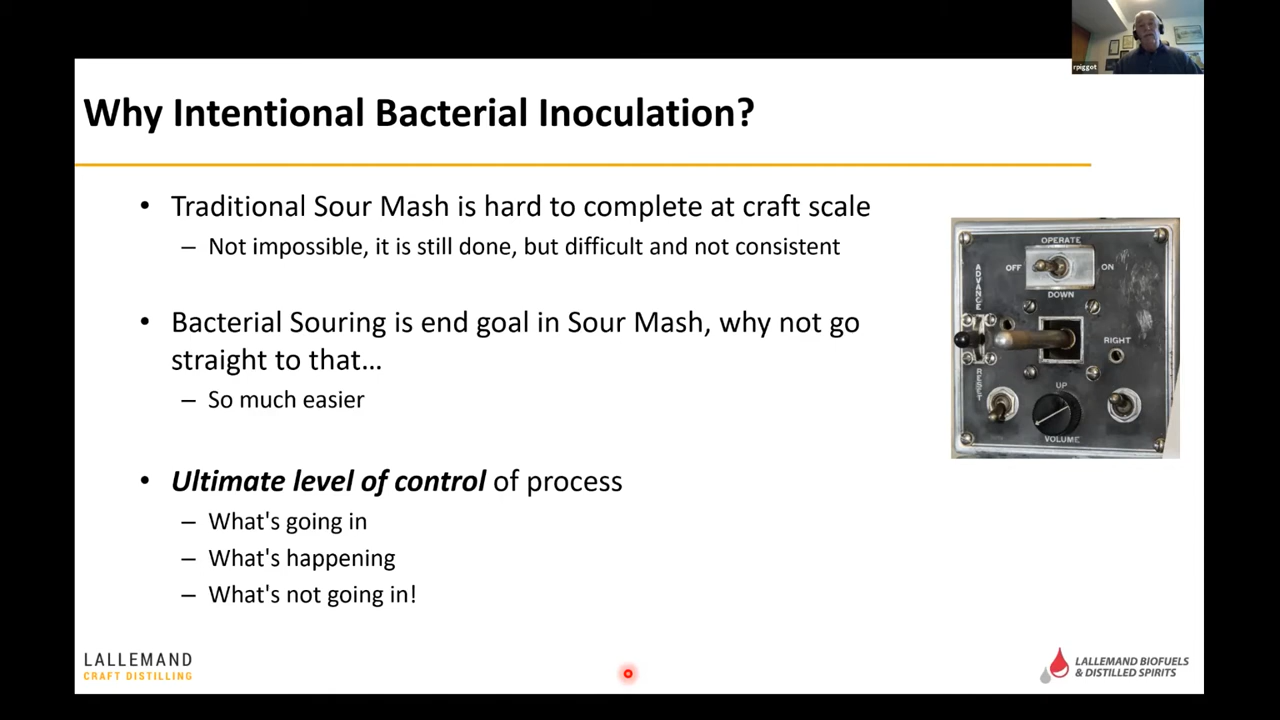 rpiggot
Why Intentional Bacterial Inoculation?
• Traditional Sour Mash is hard to complete at craft scale
– Not impossible, it is still done, but difficult and not consistent
• Bacterial Souring is end goal in Sour Mash, why not go
straight to that…
– So much easier
• Ultimate level of control of process
– What's going in
– What's happening
– What's not going in!
OPERATE
OFF
ON
ADVANCE
DOWN
RIGHT
RESET
UP
VOLUME
LALLEMAND
CRAFT DISTILLING
LALLEMAND BIOFUELS
& DISTILLED SPIRITS